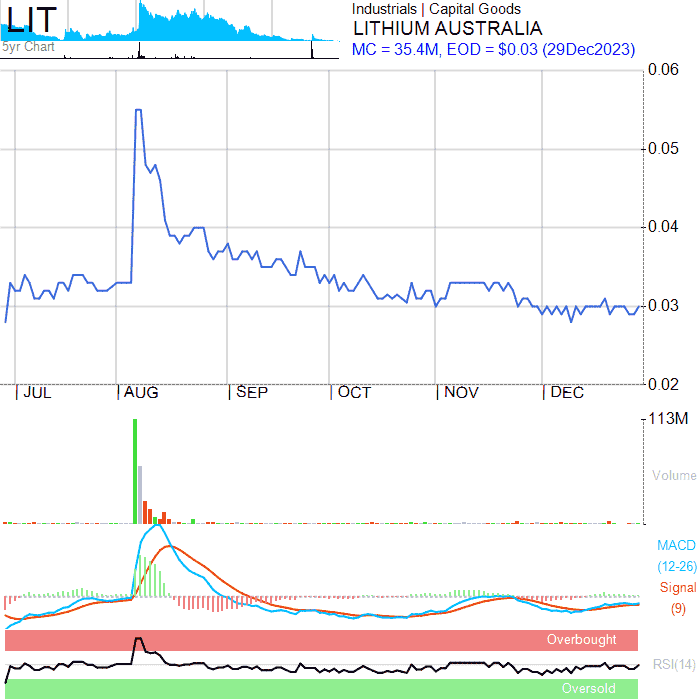 LIT
5yr Chart
Industrials | Capital Goods
LITHIUM AUSTRALIA
MC = 35.4M, EOD = $0.03 (29Dec2023)
0.06
0.05
0.04
0.03
0.02
JUL AUG SEP OCT NOV DEC
113M
Volume
MACD
(12-26)
Signal
(9)
Overbought
RSI(14)
Oversold